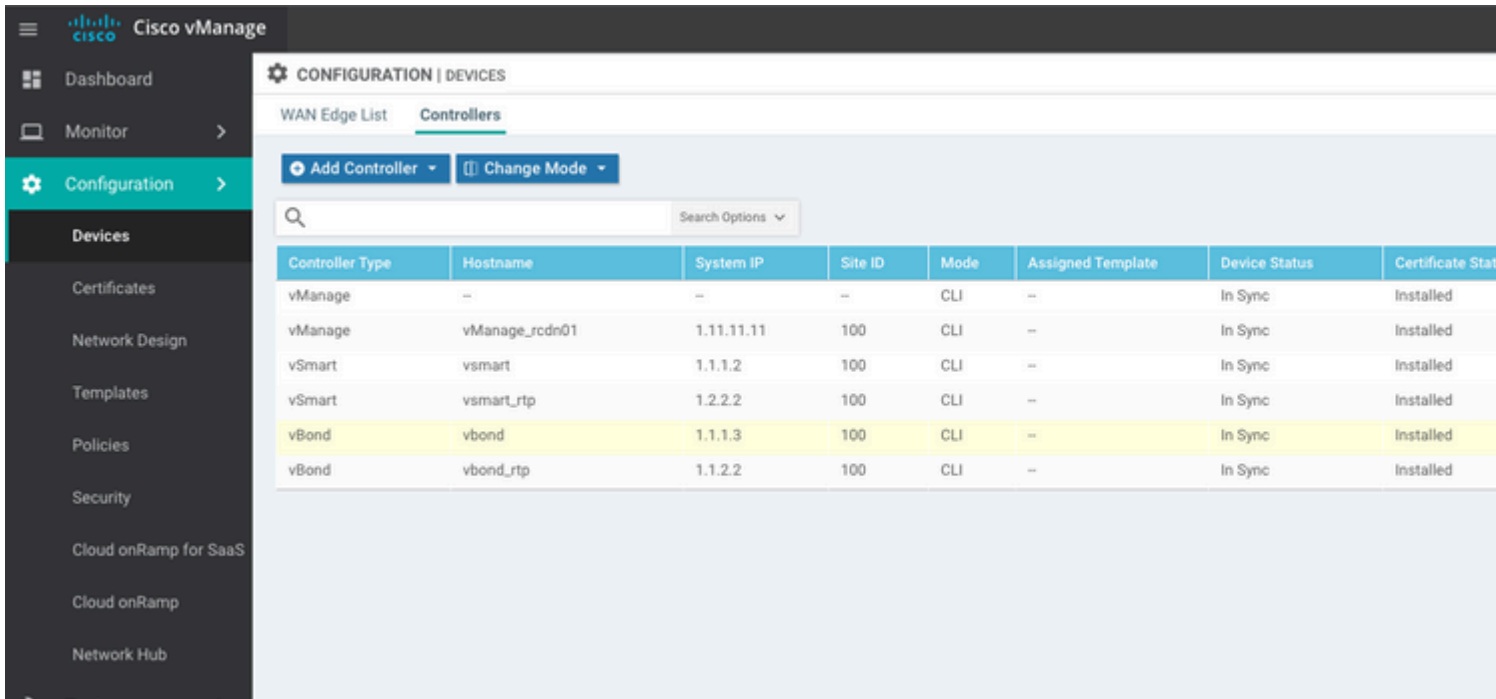 cisco Cisco vManage
Dashboard
Monitor
Configuration
Devices
Certificates
Network Design
Templates
Policies
Security
Cloud onRamp for SaaS
Cloud onRamp
Network Hub
CONFIGURATION | DEVICES
WAN Edge List Controllers
Add Controller Change Mode
Search Options
Controller Type Hostname System IP Site ID Mode Assigned Template Device Status Certificate Stat
vManage -- -- -- CLI -- In Sync Installed
vManage vManage_rcdn01 1.11.11.11 100 CLI -- In Sync Installed
vSmart vsmart 1.1.1.2 100 CLI -- In Sync Installed
vSmart vsmart_rtp 1.2.2.2 100 CLI -- In Sync Installed
vBond vbond 1.1.1.3 100 CLI -- In Sync Installed
vBond vbond_rtp 1.1.2.2 100 CLI -- In Sync Installed